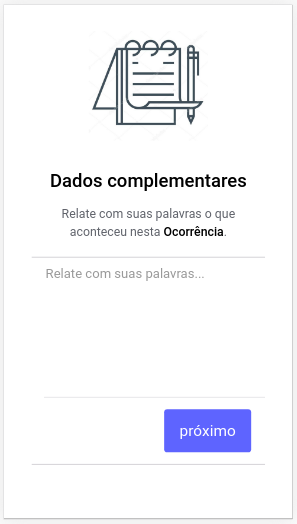 Dados complementares
Relate com suas palavras o que
aconteceu nesta Ocorrência.
Relate com suas palavras...
próximo